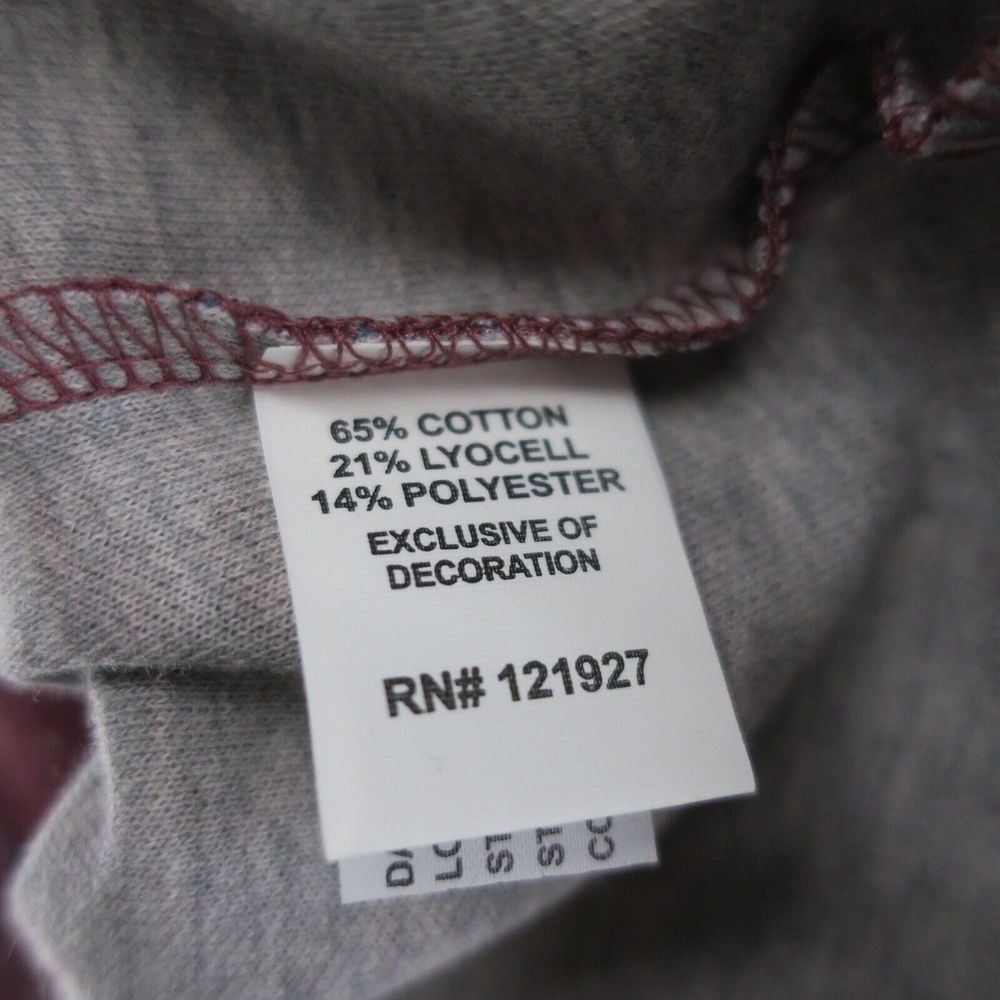 65% COTTON
21% LYOCELL
14% POLYESTER
EXCLUSIVE OF
DECORATION
RN# 121927